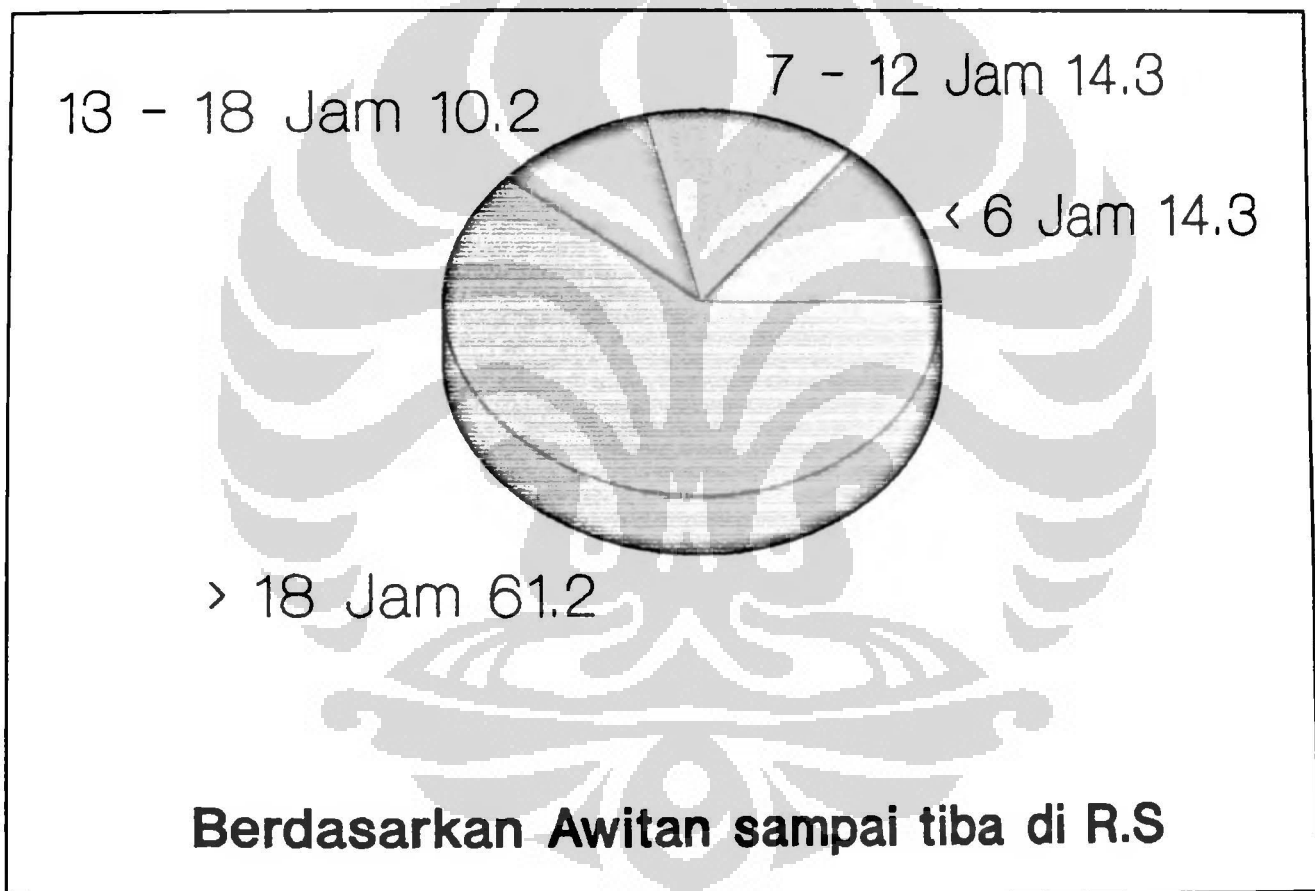 7 - 12 Jam 14.3
13 - 18 Jam 10.2
< 6 Jam 14.3
> 18 Jam 61.2
Berdasarkan Awitan sampai tiba di R.S